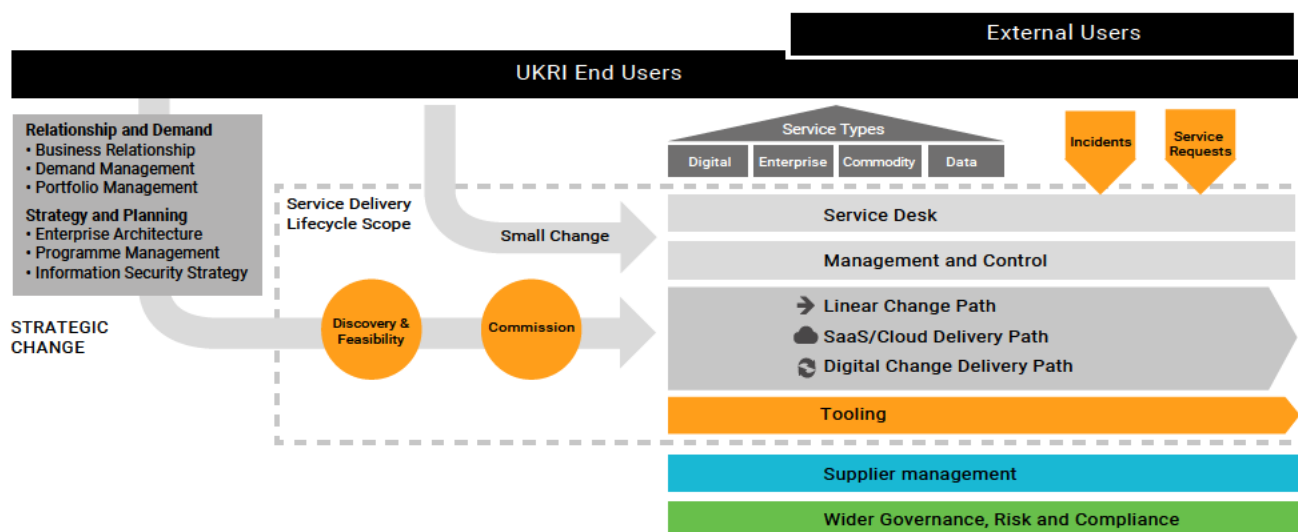 External Users
UKRI End Users
Relationship and Demand
• Business Relationship
• Demand Management
• Portfolio Management
Strategy and Planning
• Enterprise Architecture
• Programme Management
• Information Security Strategy
STRATEGIC
CHANGE
Service Delivery
Lifecycle Scope
Small Change
Discovery &
Feasibility
Commission
Service Types
Digital
Enterprise
Commodity
Data
Incidents
Service
Requests
Service Desk
Management and Control
Linear Change Path
SaaS/Cloud Delivery Path
Digital Change Delivery Path
Tooling
Supplier management
Wider Governance, Risk and Compliance